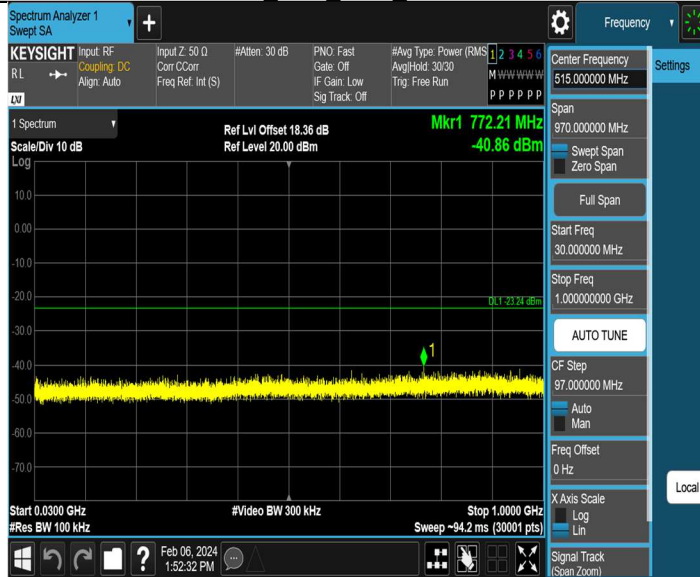 Spectrum Analyzer 1
Swept SA
Frequency
KEYSIGHT
RL
LXI
Input: RF
Coupling: DC
Align: Auto
Input Z: 50 Ω
Corr CCorr
Freq Ref: Int (S)
#Atten: 30 dB
PNO: Fast
Gate: Off
IF Gain: Low
Sig Track: Off
#Avg Type: Power (RMS
Avg|Hold: 30/30
Trig: Free Run
1 2 3 4 5 6
M W W W W W
P P P P P P
1 Spectrum
Scale/Div 10 dB
Log
Ref Lvl Offset 18.36 dB
Ref Level 20.00 dBm
Mkr1 772.21 MHz
-40.86 dBm
10.0
0.00
-10.0
-20.0
DL1 -23.24 dBm
-30.0
1
-40.0
-50.0
-60.0
-70.0
Start 0.0300 GHz
#Res BW 100 kHz
#Video BW 300 kHz
Stop 1.0000 GHz
Sweep ~94.2 ms (30001 pts)
?
Feb 06, 2024
1:52:32 PM
Center Frequency
515.000000 MHz
Span
970.000000 MHz
Swept Span
Zero Span
Full Span
Start Freq
30.000000 MHz
Stop Freq
1.000000000 GHz
AUTO TUNE
CF Step
97.000000 MHz
Auto
Man
Freq Offset
0 Hz
X Axis Scale
Log
Lin
Signal Track
(Span Zoom)
Settings
Local